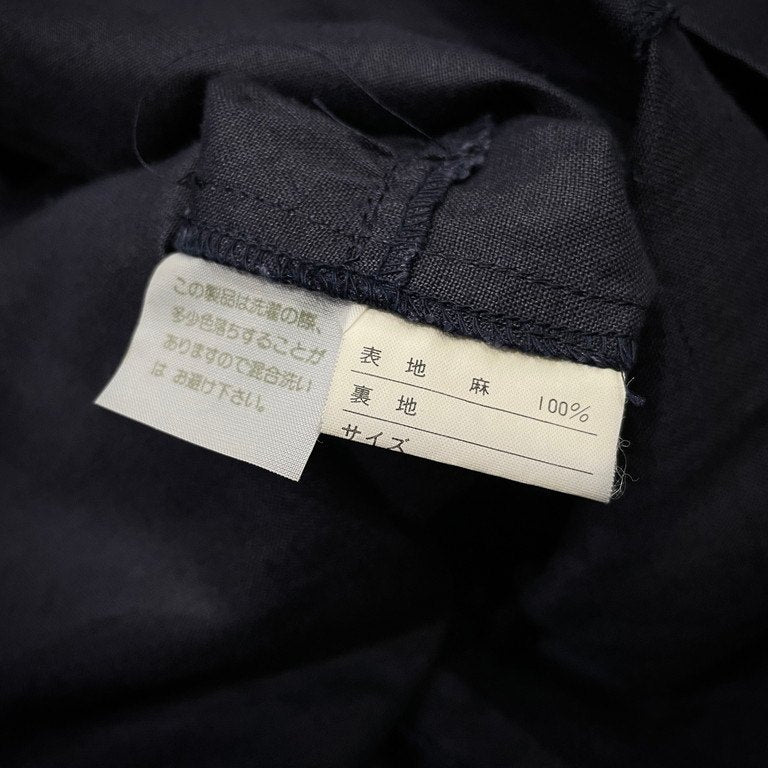 この製品は洗濯の際、
多少色落ちすることが
ありますので混合洗い
は お避け下さい。
表 地 麻 100%
裏 地
サイズ